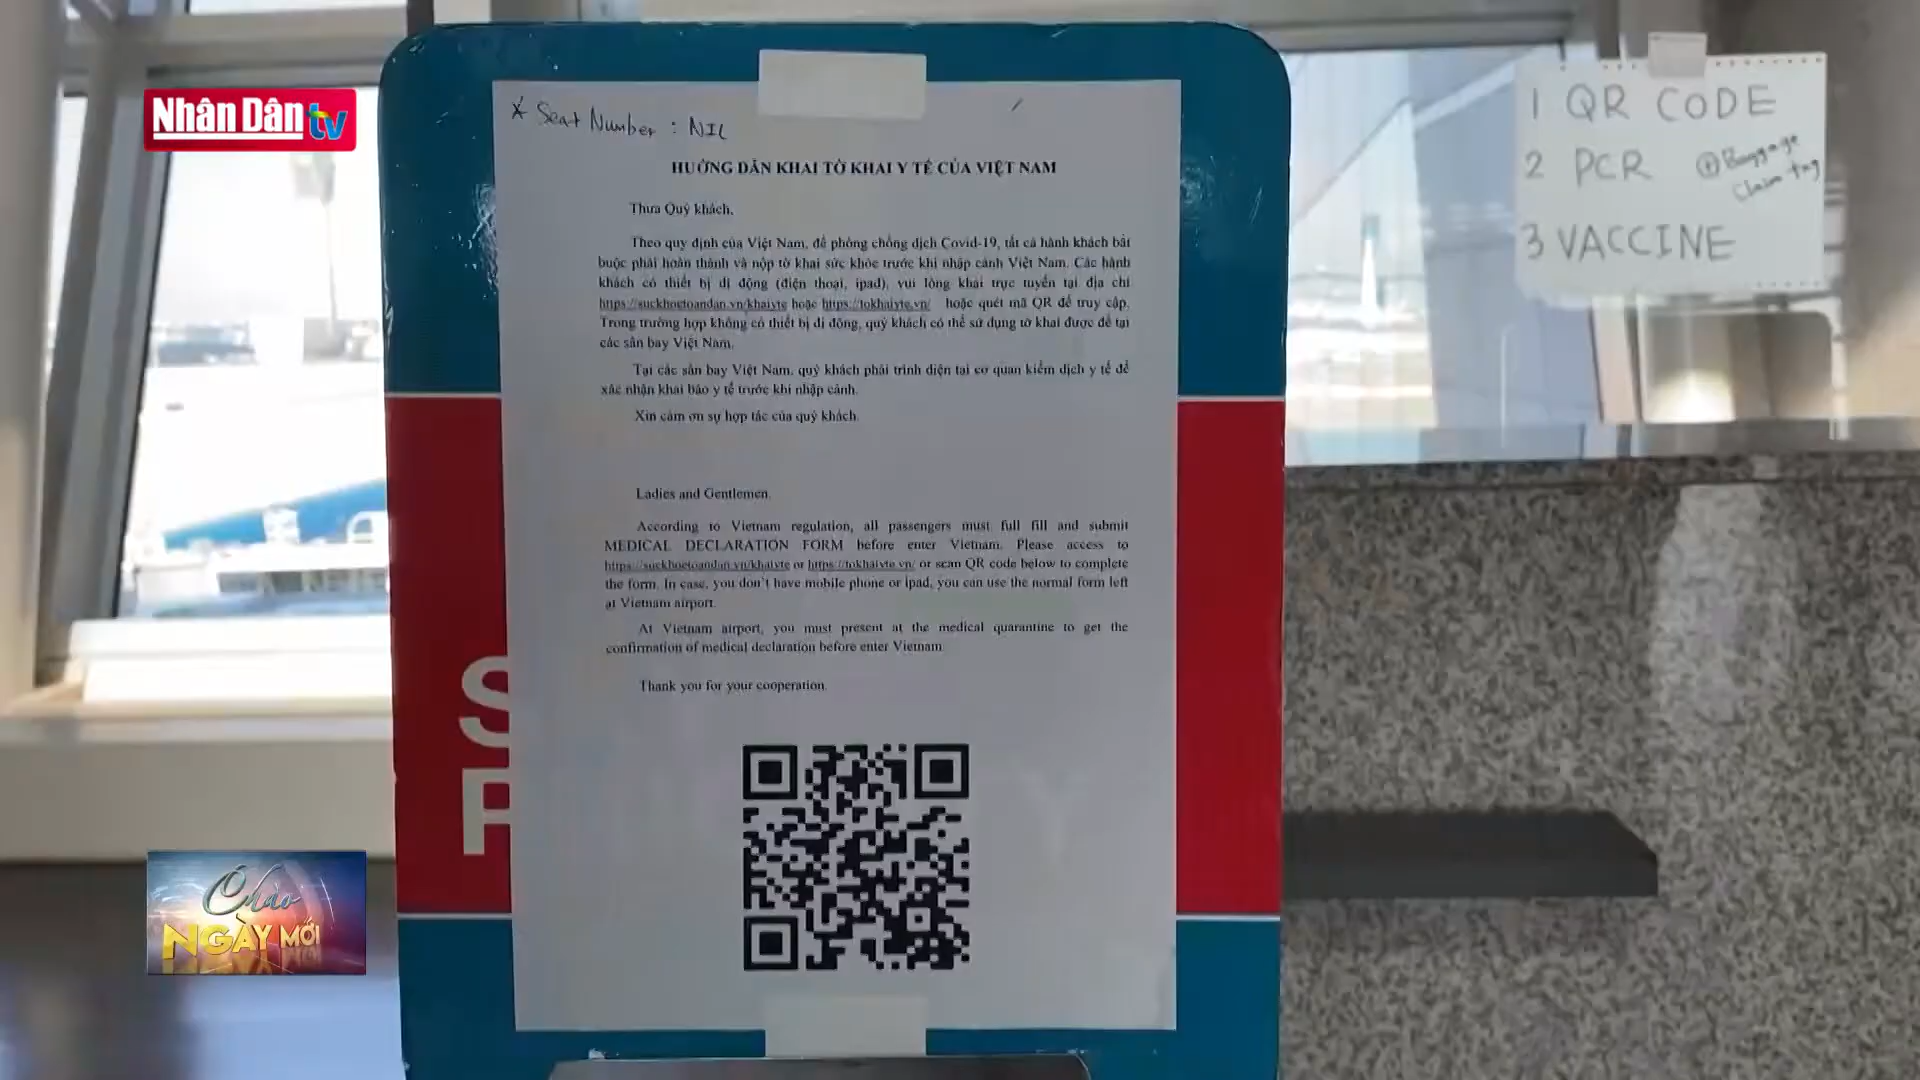 Nhân Dân tv
* Seat Number : NIL
HƯỚNG DẪN KHAI TỜ KHAI Y TẾ CỦA VIỆT NAM
Thưa Quý khách,
Theo quy định của Việt Nam, để phòng chống dịch Covid-19, tất cả hành khách bắt
buộc phải hoàn thành và nộp tờ khai sức khỏe trước khi nhập cảnh Việt Nam. Các hành
khách có thiết bị di động (điện thoại, ipad), vui lòng khai trực tuyến tại địa chỉ
https://suckhoetoandan.vn/khaiyte hoặc https://tokhaiyte.vn/ hoặc quét mã QR để truy cập.
Trong trường hợp không có thiết bị di động, quý khách có thể sử dụng tờ khai được để tại
các sân bay Việt Nam.
Tại các sân bay Việt Nam, quý khách phải trình diện tại cơ quan kiểm dịch y tế để
xác nhận khai báo y tế trước khi nhập cảnh.
Xin cảm ơn sự hợp tác của quý khách.
Ladies and Gentlemen,
According to Vietnam regulation, all passengers must full fill and submit
MEDICAL DECLARATION FORM before enter Vietnam. Please access to
https://suckhoetoandan.vn/khaiyte or https://tokhaiyte.vn/ or scan QR code below to complete
the form. In case, you don't have mobile phone or ipad, you can use the normal form left
at Vietnam airport.
At Vietnam airport, you must present at the medical quarantine to get the
confirmation of medical declaration before enter Vietnam
Thank you for your cooperation.
1 QR CODE
2 PCR ⊕ Baggage
Claim tag
3 VACCINE
S
P
Chào
NGÀY MỚI